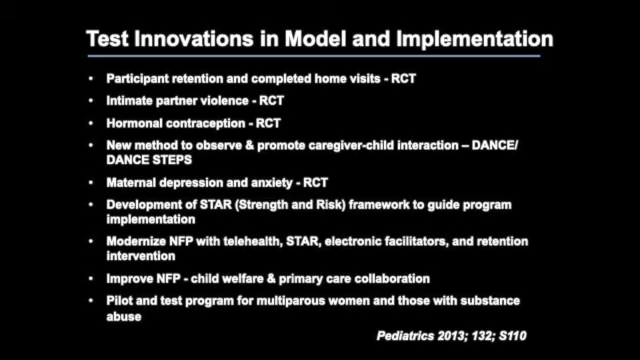 Test Innovations in Model and Implementation
• Participant retention and completed home visits - RCT
• Intimate partner violence - RCT
• Hormonal contraception - RCT
• New method to observe & promote caregiver-child interaction – DANCE/
DANCE STEPS
• Maternal depression and anxiety - RCT
• Development of STAR (Strength and Risk) framework to guide program
implementation
• Modernize NFP with telehealth, STAR, electronic facilitators, and retention
intervention
• Improve NFP - child welfare & primary care collaboration
• Pilot and test program for multiparous women and those with substance
abuse
Pediatrics 2013; 132; S110